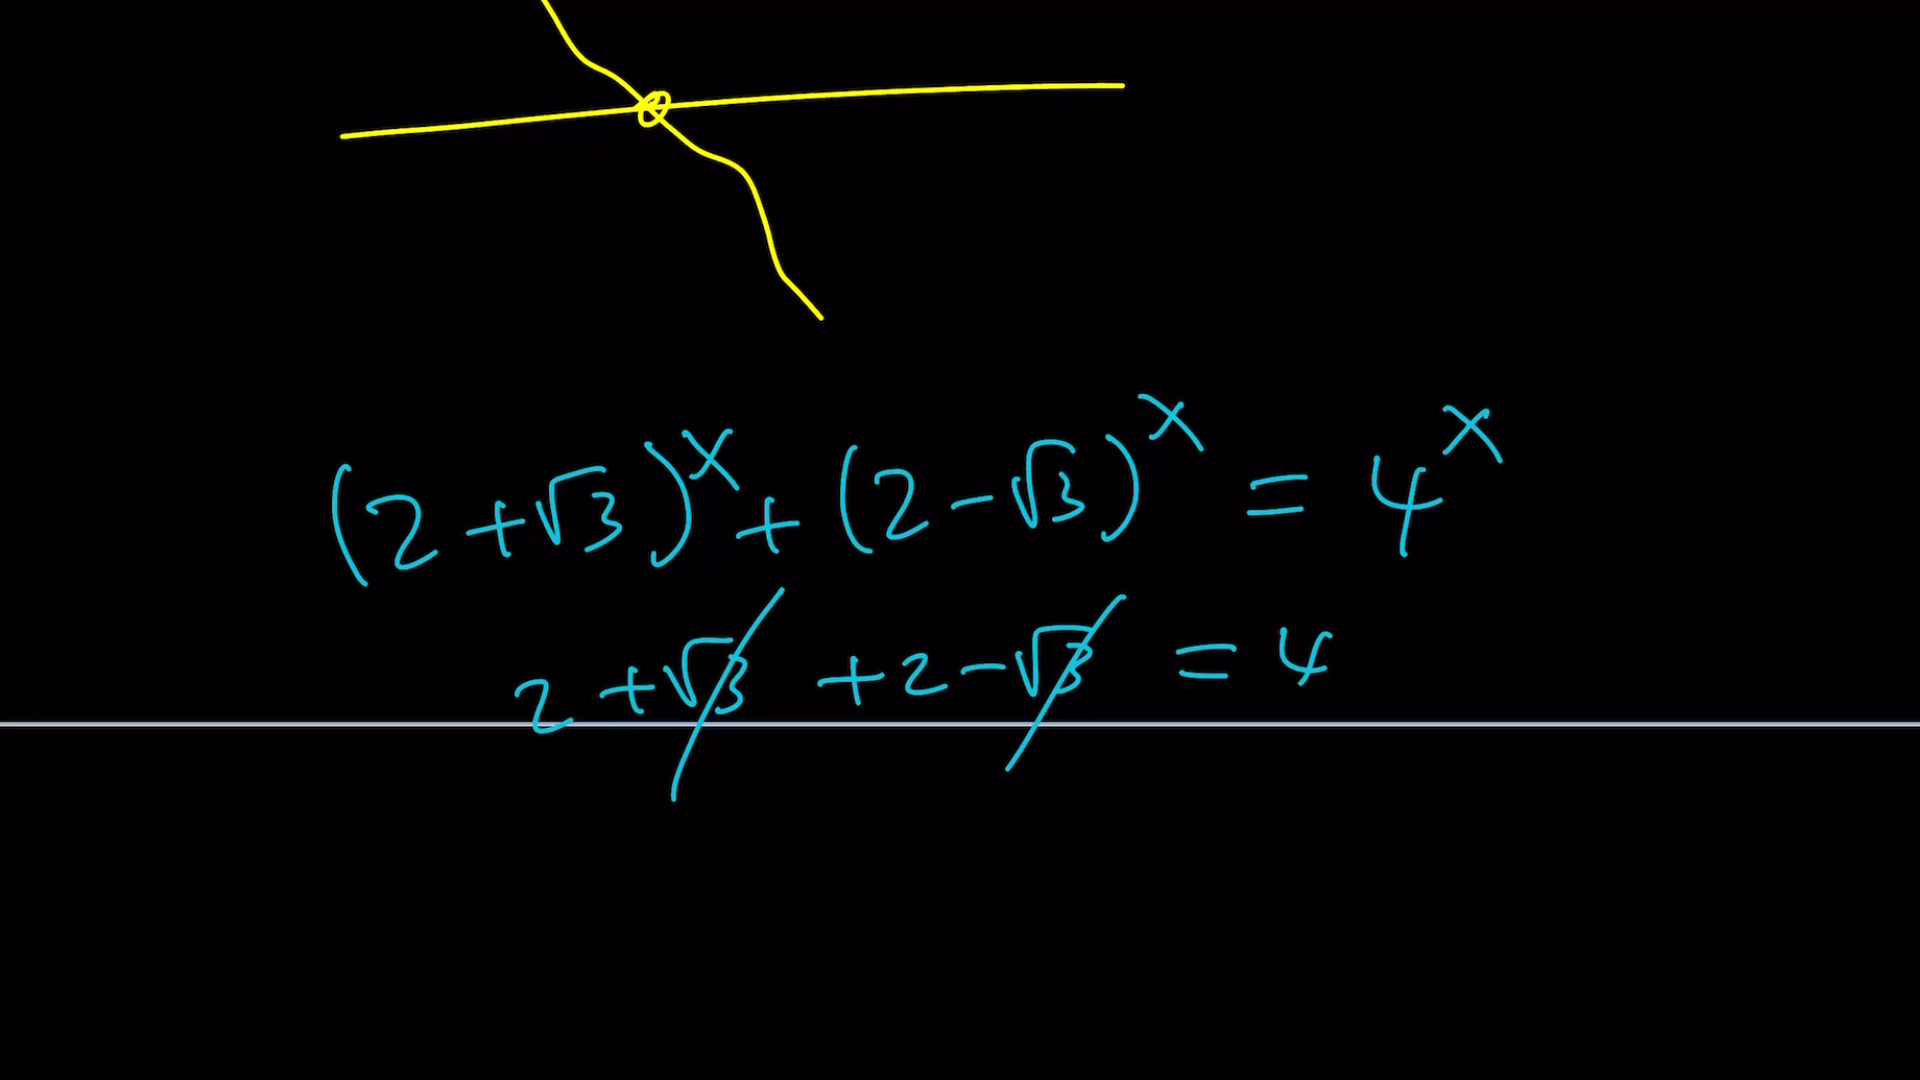 (2+√3)^x + (2-√3)^x = 4^x
2+√3 +2-√3 = 4